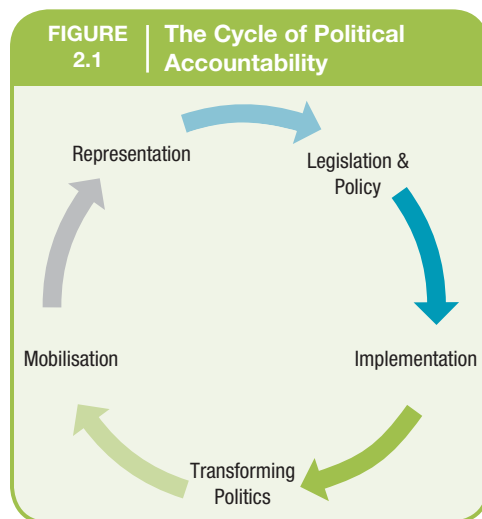 FIGURE
2.1
The Cycle of Political
Accountability
Representation
Legislation &
Policy
Mobilisation
Implementation
Transforming
Politics